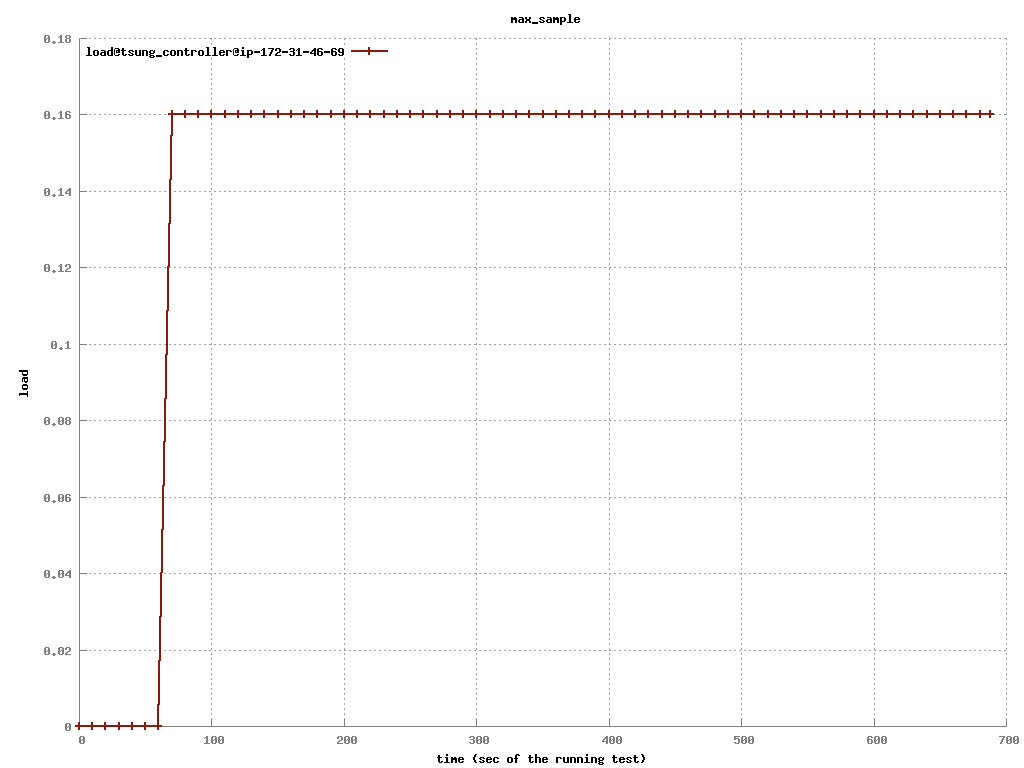 max_sample
load@tsung_controller@ip-172-31-46-69
0.18
0.16
0.14
0.12
0.1
0.08
0.06
0.04
0.02
0
load
0 100 200 300 400 500 600 700
time (sec of the running test)